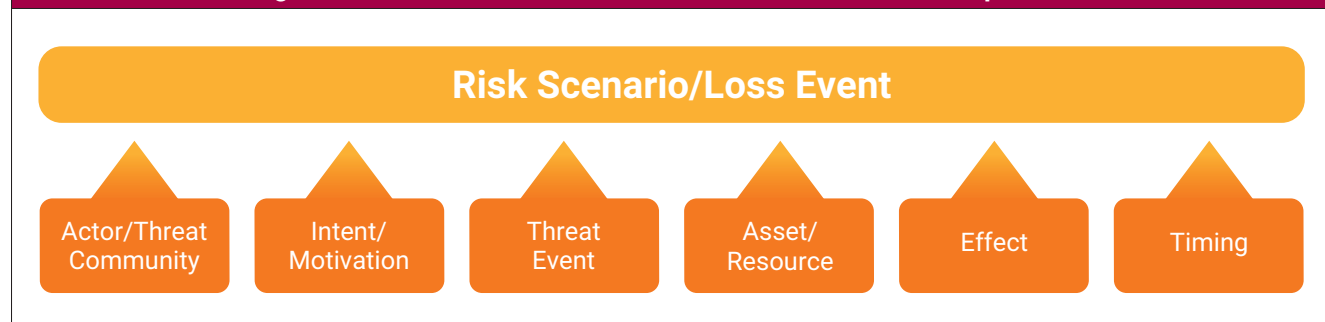 Risk Scenario/Loss Event
Actor/Threat
Community
Intent/
Motivation
Threat
Event
Asset/
Resource
Effect
Timing